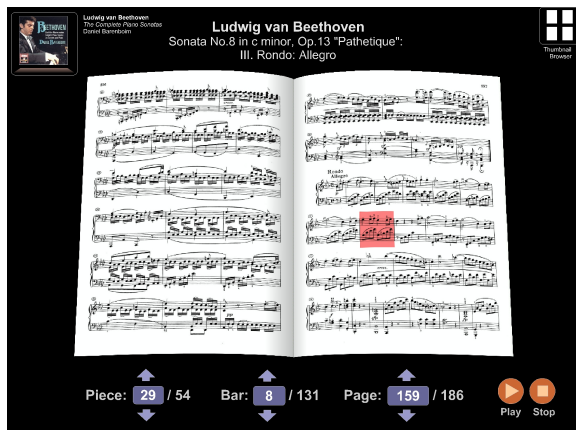 BEETHOVEN
Ludwig van Beethoven
The Complete Piano Sonatas
Daniel Barenboim
Ludwig van Beethoven
Sonata No.8 in c minor, Op.13 "Pathetique":
III. Rondo: Allegro
Thumbnail
Browser
Rondo
Allegro
pp
Piece: 29 / 54
Bar: 8 / 131
Page: 159 / 186
Play
Stop